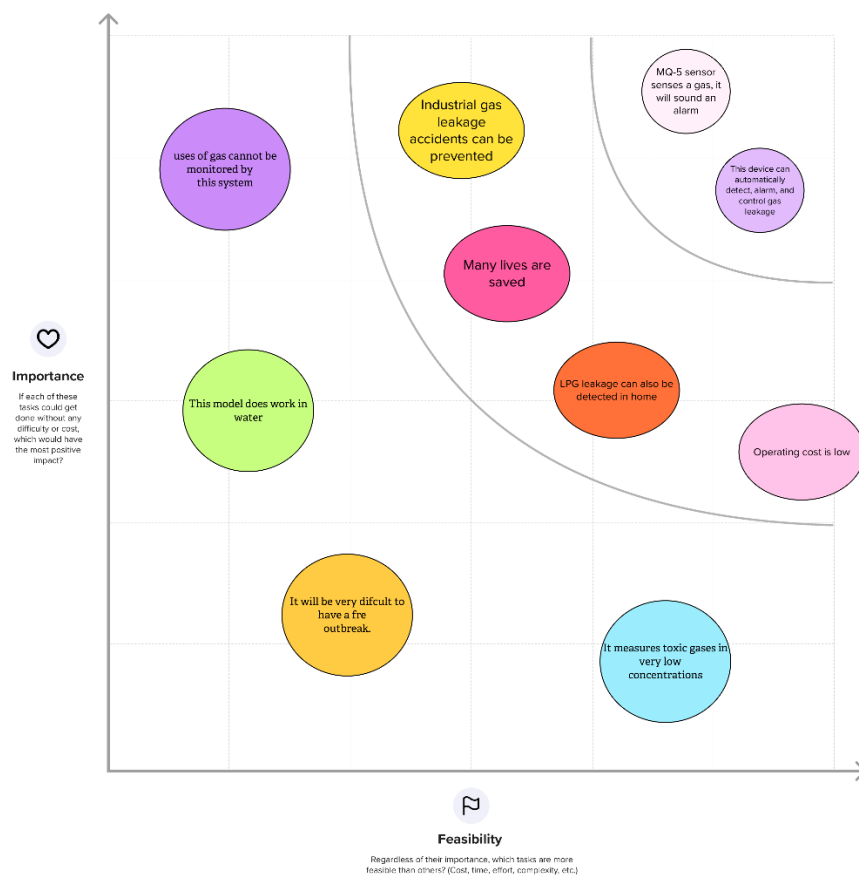 MQ-5 sensor
senses a gas, it
will sound an
alarm
Industrial gas
leakage
accidents can be
prevented
uses of gas cannot be
monitored by
this system
This device can
automatically
detect, alarm, and
control gas
leakage
Many lives are
saved
Importance
If each of these
tasks could get
done without any
difficulty or cost,
which would have
the most positive
impact?
LPG leakage can also be
detected in home
This model does work in
water
Operating cost is low
It will be very difcult to
have a fre
outbreak.
It measures toxic gases in
very low
concentrations
Feasibility
Regardless of their importance, which tasks are more
feasible than others? (Cost, time, effort, complexity, etc.)